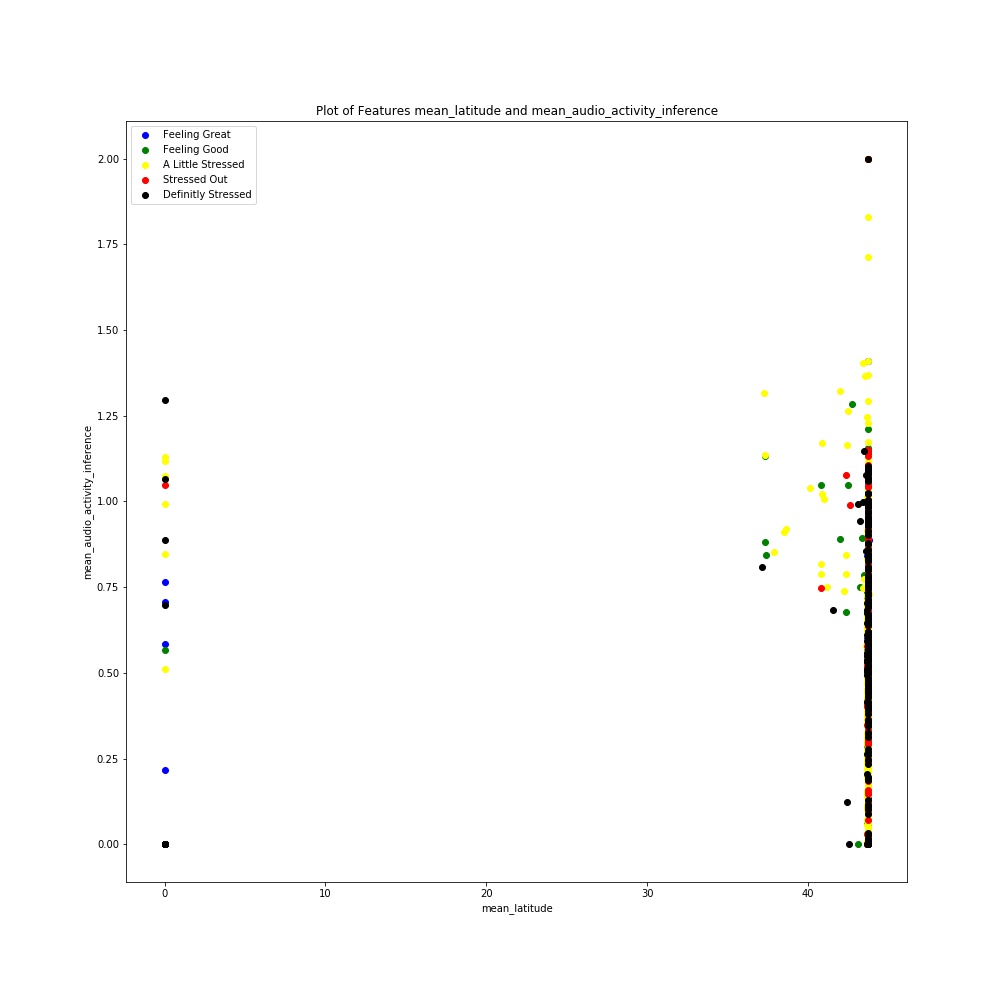 Plot of Features mean_latitude and mean_audio_activity_inference
Feeling Great
Feeling Good
A Little Stressed
Stressed Out
Definitly Stressed
2.00
1.75
1.50
1.25
1.00
0.75
0.50
0.25
0.00
mean_audio_activity_inference
0 10 20 30 40
mean_latitude